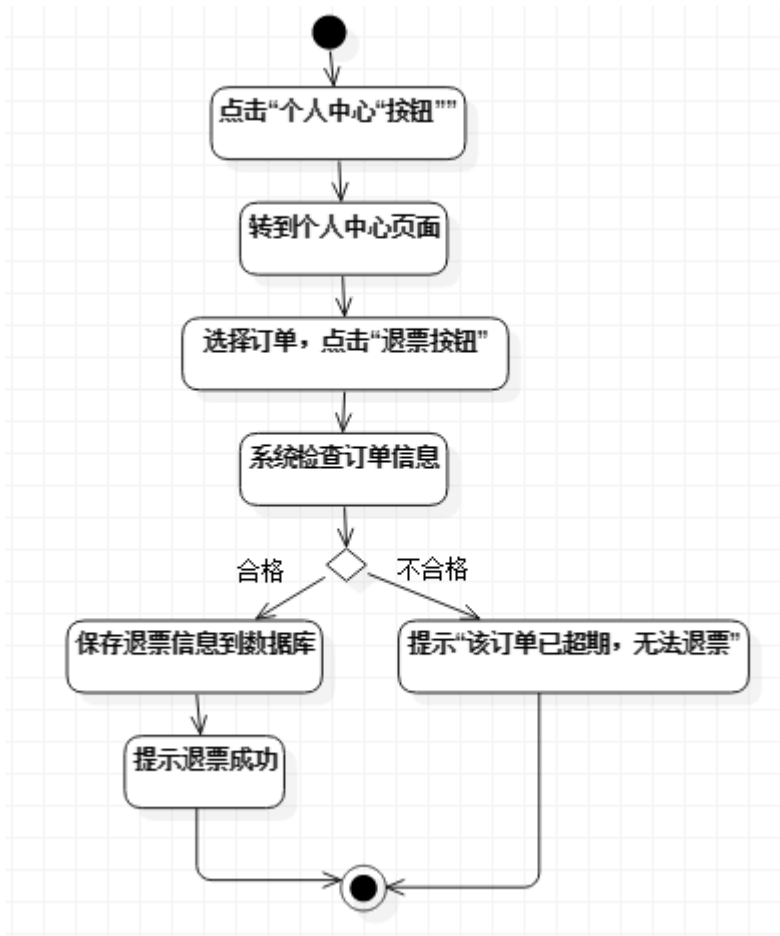 点击“个人中心“按钮””
转到个人中心页面
选择订单，点击“退票按钮”
系统检查订单信息
合格
不合格
保存退票信息到数据库
提示“该订单已超期，无法退票”
提示退票成功